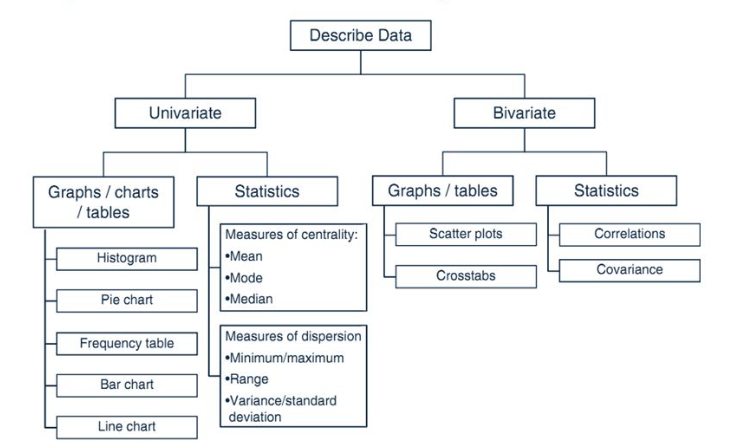 Describe Data
Univariate
Bivariate
Graphs / charts
/ tables
Statistics
Graphs / tables
Statistics
Histogram
Pie chart
Frequency table
Bar chart
Line chart
Measures of centrality:
•Mean
•Mode
•Median
Measures of dispersion
•Minimum/maximum
•Range
•Variance/standard
deviation
Scatter plots
Crosstabs
Correlations
Covariance